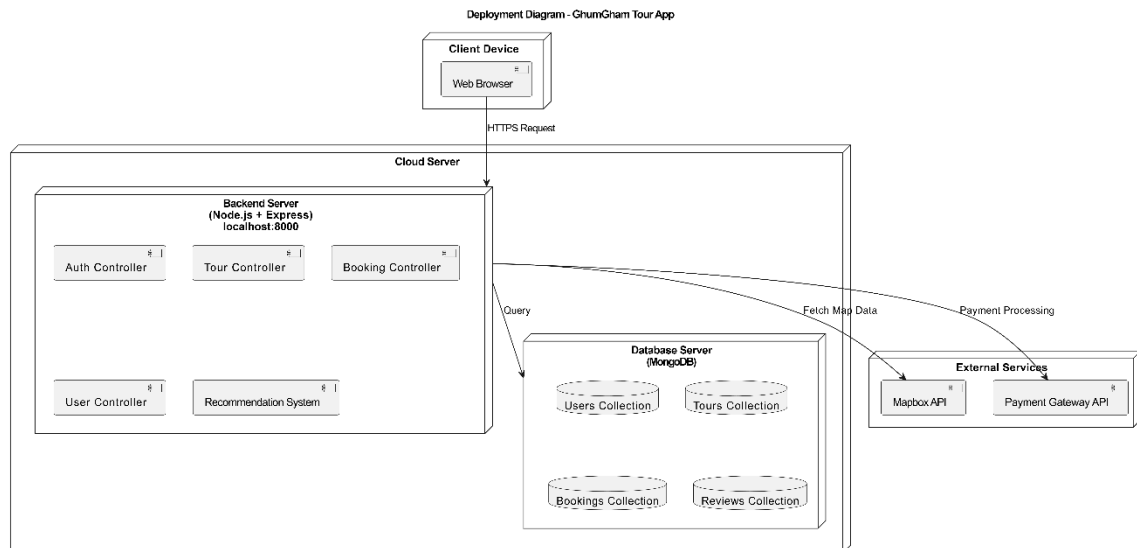 Deployment Diagram - GhumGham Tour App
Client Device
Web Browser
HTTPS Request
Cloud Server
Backend Server
(Node.js + Express)
localhost:8000
Auth Controller
Tour Controller
Booking Controller
User Controller
Recommendation System
Query
Fetch Map Data
Payment Processing
Database Server
(MongoDB)
Users Collection
Tours Collection
Bookings Collection
Reviews Collection
External Services
Mapbox API
Payment Gateway API